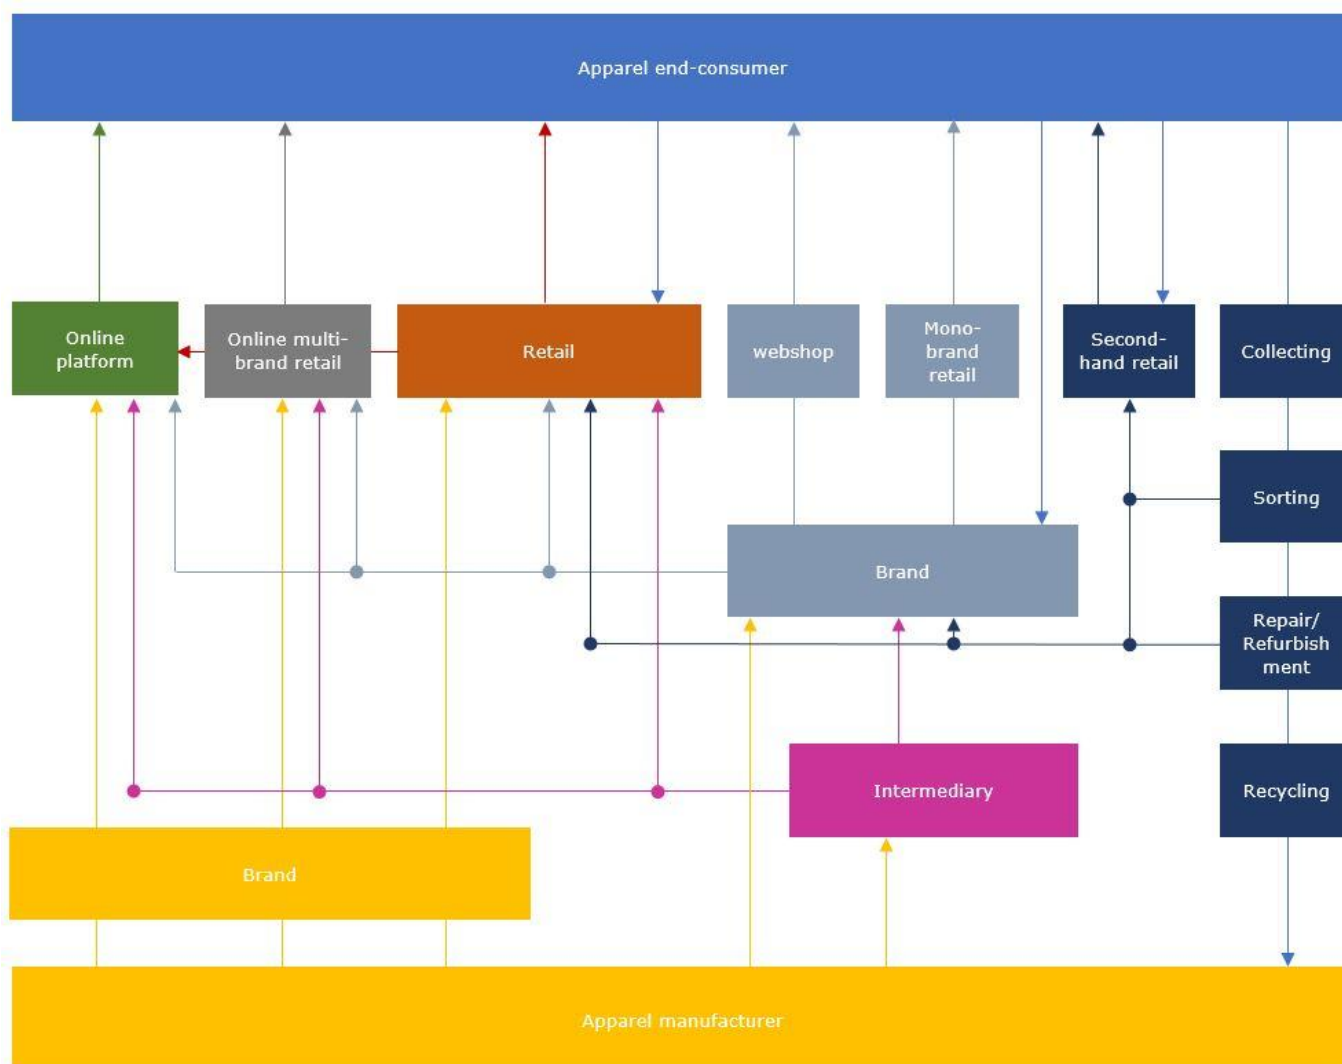 Apparel end-consumer
Online
platform
Online multi-
brand retail
Retail
webshop
Mono-
brand
retail
Second-
hand retail
Collecting
Sorting
Brand
Repair/
Refurbish
ment
Intermediary
Recycling
Brand
Apparel manufacturer